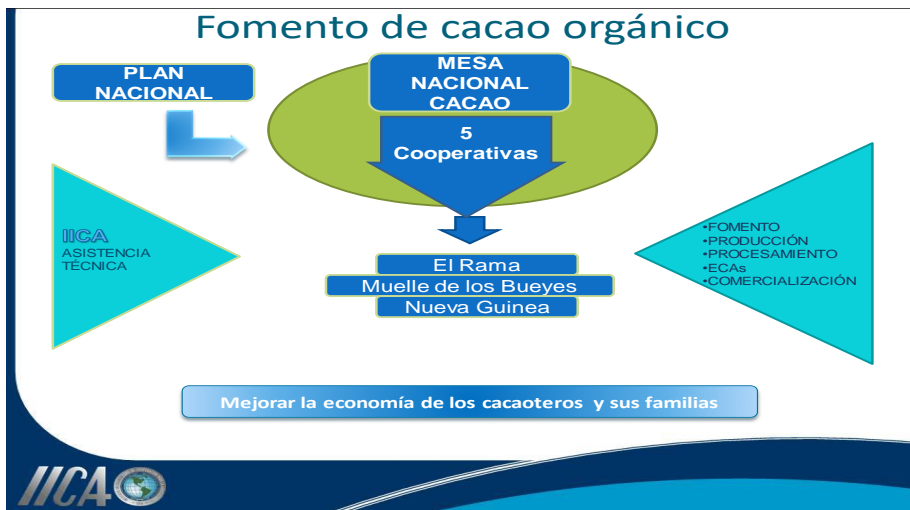 Fomento de cacao orgánico
PLAN
NACIONAL
MESA
NACIONAL
CACAO
5
Cooperativas
IICA
ASISTENCIA
TÉCNICA
•FOMENTO
•PRODUCCIÓN
•PROCESAMIENTO
•ECAs
•COMERCIALIZACIÓN
El Rama
Muelle de los Bueyes
Nueva Guinea
Mejorar la economía de los cacaoteros y sus familias
IICA